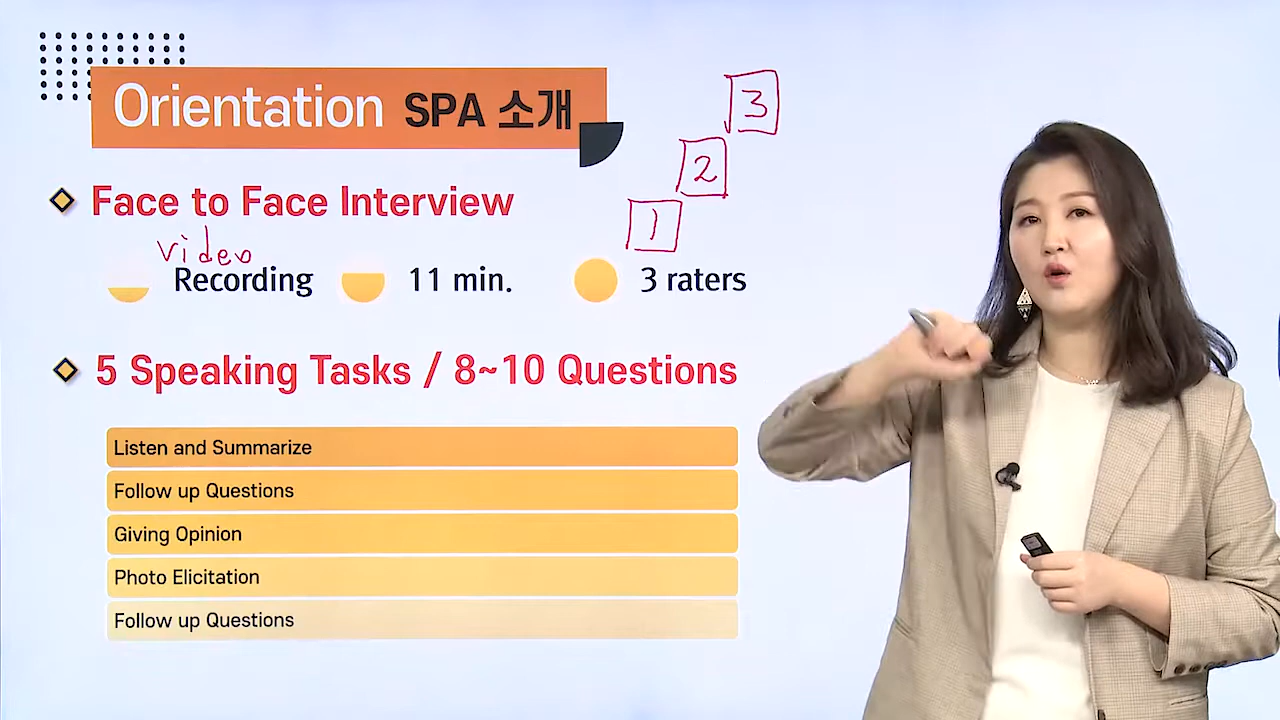 Orientation SPA 소개
3
2
1
Face to Face Interview
video
Recording 11 min. 3 raters
5 Speaking Tasks / 8~10 Questions
Listen and Summarize
Follow up Questions
Giving Opinion
Photo Elicitation
Follow up Questions